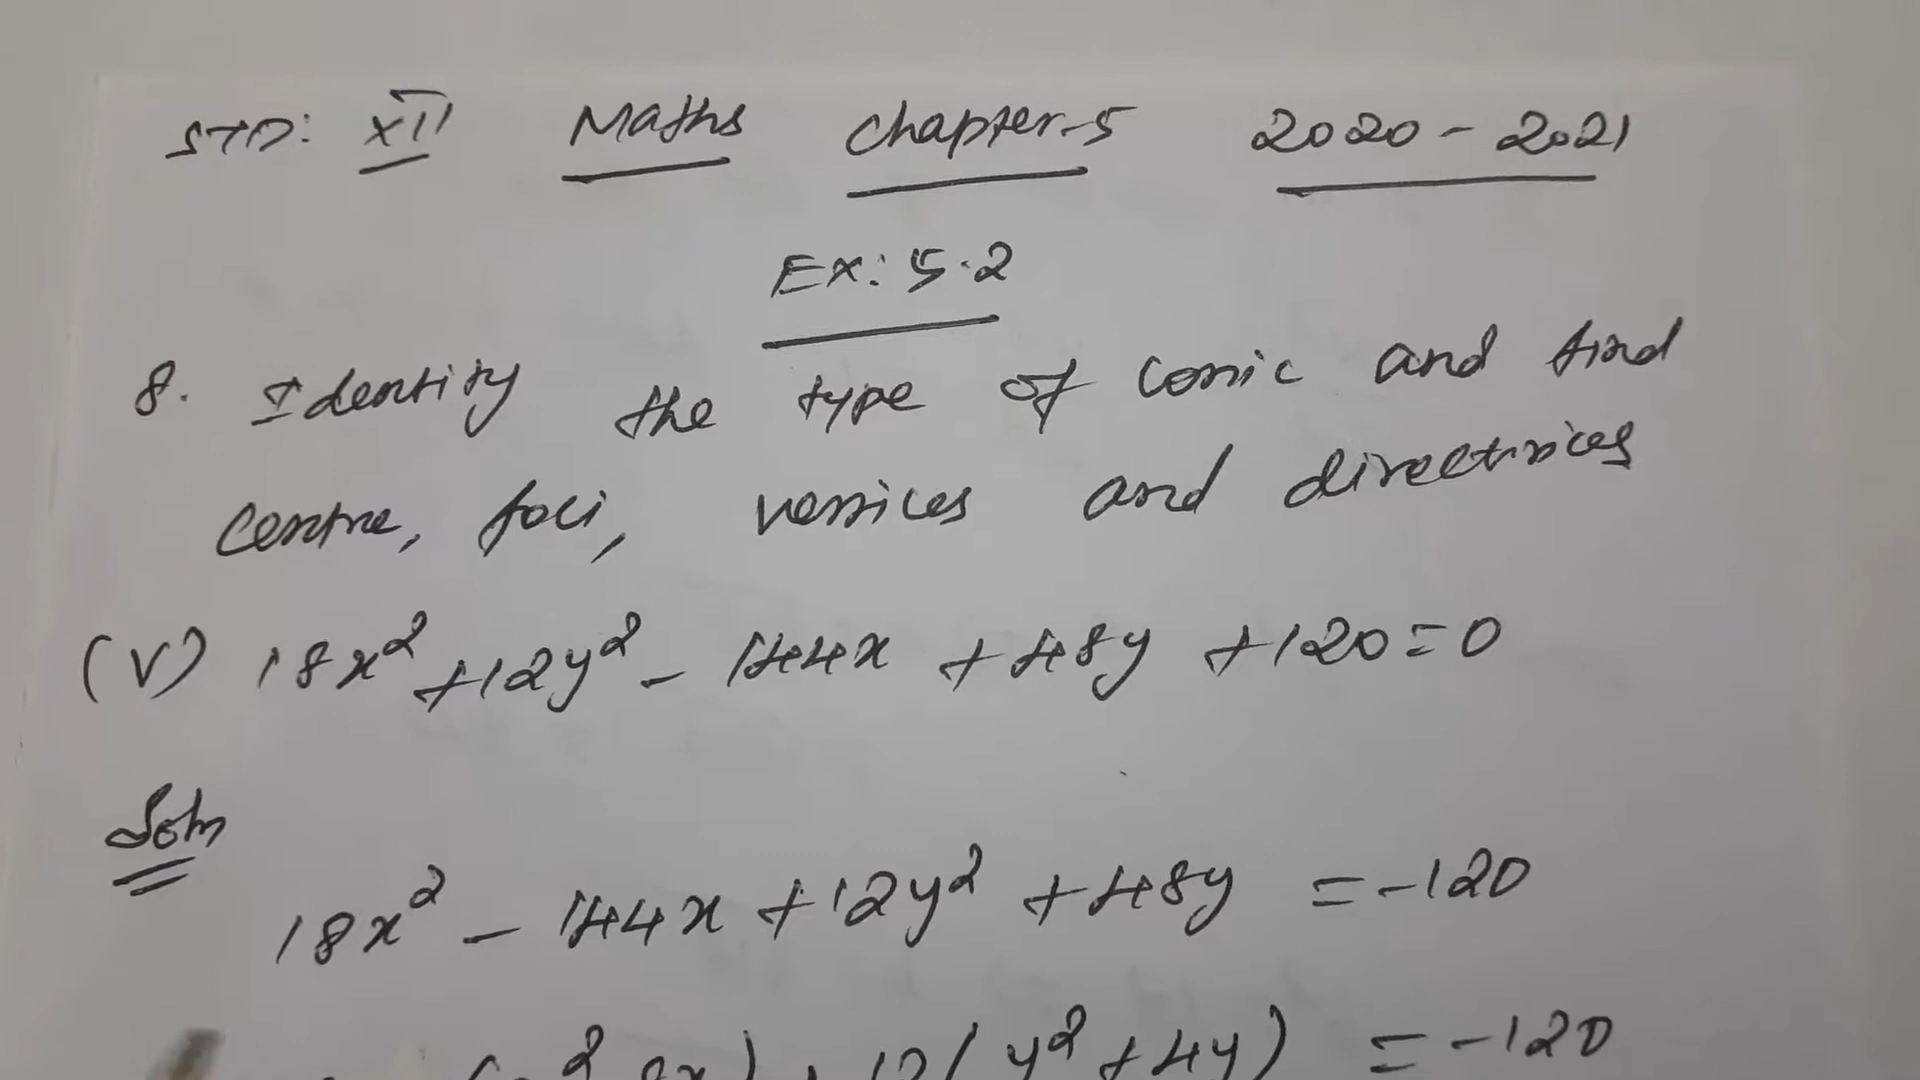 STD: XII Maths Chapter-5 2020-2021
EX: 5.2
8. Identify the type of conic and find
centre, foci, vertices and directrices
(V) 18x² + 12y² - 144x + 48y + 120 = 0
Soln
18x² - 144x + 12y² + 48y = -120
(y² + 4y) = -120